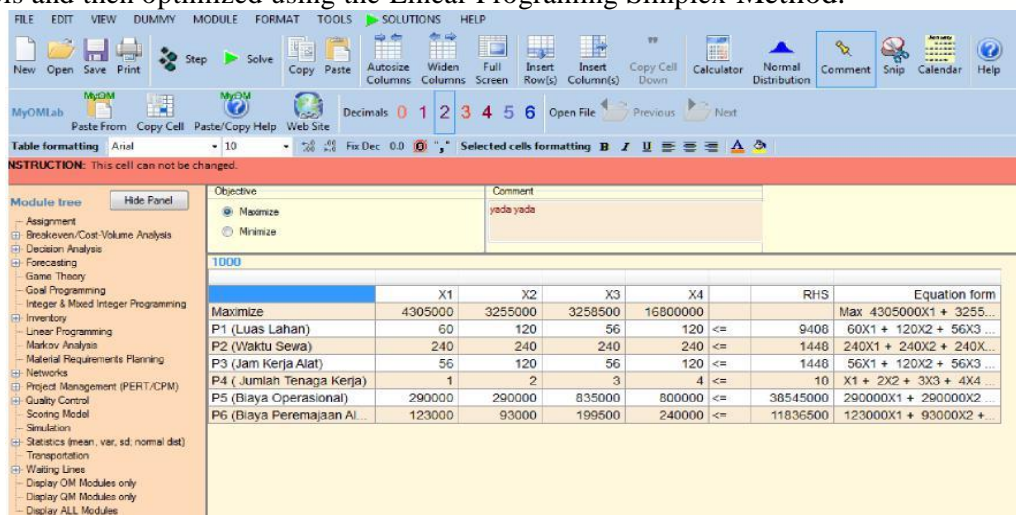 els and then optimized using the Linear Programing Simplex Method.
FILE EDIT VIEW DUMMY MODULE FORMAT TOOLS SOLUTIONS HELP
New Open Save Print Step Solve Copy Paste Autosize Columns Widen Columns Full Screen Insert Row(s) Insert Column(s) Copy Cell Down Calculator Normal Distribution Comment Snip Calendar Help
MyOMLab Paste From Copy Cell Paste/Copy Help Web Site Decimals 0 1 2 3 4 5 6 Open File Previous Next
Table formatting Arial 10 Fix Dec 0.0 0 "," Selected cells formatting B I U A
NSTRUCTION: This cell can not be changed.
Module tree Hide Panel
Assignment
Breakeven/Cost-Volume Analysis
Decision Analysis
Forecasting
Game Theory
Goal Programming
Integer & Mixed Integer Programming
Inventory
Linear Programming
Markov Analysis
Material Requirements Planning
Networks
Project Management (PERT/CPM)
Quality Control
Scoring Model
Simulation
Statistics (mean, var, sd; normal dist)
Transportation
Waiting Lines
Display OM Modules only
Display QM Modules only
Display ALL Modules
Objective
Maximize
Minimize
Comment
yada yada
1000
X1 X2 X3 X4 RHS Equation form
Maximize 4305000 3255000 3258500 16800000 Max 4305000X1 + 3255...
P1 (Luas Lahan) 60 120 56 120 <= 9408 60X1 + 120X2 + 56X3 ...
P2 (Waktu Sewa) 240 240 240 240 <= 1448 240X1 + 240X2 + 240X...
P3 (Jam Kerja Alat) 56 120 56 120 <= 1448 56X1 + 120X2 + 56X3 ...
P4 ( Jumlah Tenaga Kerja) 1 2 3 4 <= 10 X1 + 2X2 + 3X3 + 4X4 ...
P5 (Biaya Operasional) 290000 290000 835000 800000 <= 38545000 290000X1 + 290000X2 ...
P6 (Biaya Peremajaan Al... 123000 93000 199500 240000 <= 11836500 123000X1 + 93000X2 +...